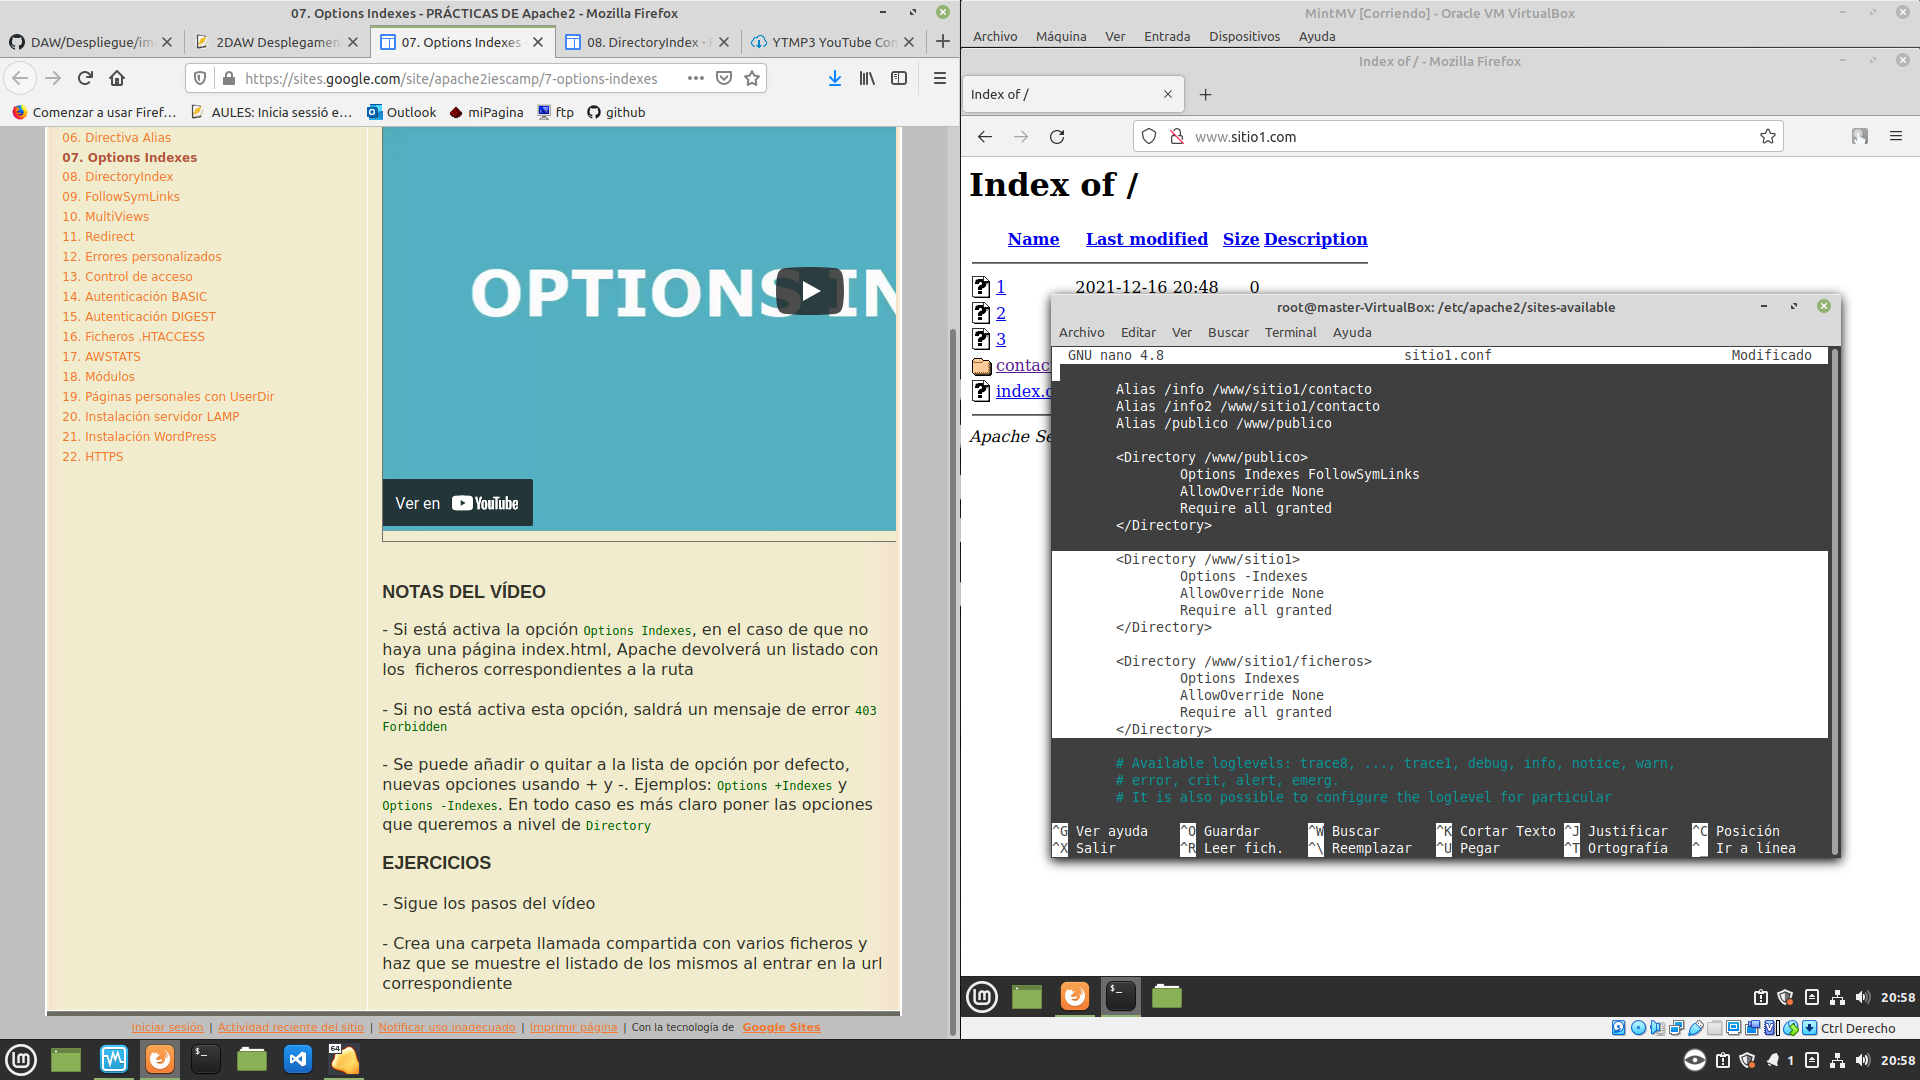 07. Options Indexes - PRÁCTICAS DE Apache2 - Mozilla Firefox
DAW/Despliegue/im
2DAW Desplegamen
07. Options Indexes
08. DirectoryIndex -
YTMP3 YouTube Con
https://sites.google.com/site/apache2iescamp/7-options-indexes
Comenzar a usar Firef...
AULES: Inicia sessió e...
Outlook
miPagina
ftp
github
06. Directiva Alias
07. Options Indexes
08. DirectoryIndex
09. FollowSymLinks
10. MultiViews
11. Redirect
12. Errores personalizados
13. Control de acceso
14. Autenticación BASIC
15. Autenticación DIGEST
16. Ficheros .HTACCESS
17. AWSTATS
18. Módulos
19. Páginas personales con UserDir
20. Instalación servidor LAMP
21. Instalación WordPress
22. HTTPS
OPTIONS IN
Ver en YouTube
NOTAS DEL VÍDEO
- Si está activa la opción Options Indexes, en el caso de que no
haya una página index.html, Apache devolverá un listado con
los ficheros correspondientes a la ruta
- Si no está activa esta opción, saldrá un mensaje de error 403
Forbidden
- Se puede añadir o quitar a la lista de opción por defecto,
nuevas opciones usando + y -. Ejemplos: Options +Indexes y
Options -Indexes. En todo caso es más claro poner las opciones
que queremos a nivel de Directory
EJERCICIOS
- Sigue los pasos del vídeo
- Crea una carpeta llamada compartida con varios ficheros y
haz que se muestre el listado de los mismos al entrar en la url
correspondiente
Iniciar sesión | Actividad reciente del sitio | Notificar uso inadecuado | Imprimir página | Con la tecnología de Google Sites
64
1
20:58
MintMV [Corriendo] - Oracle VM VirtualBox
Archivo Máquina Ver Entrada Dispositivos Ayuda
Index of / - Mozilla Firefox
Index of /
www.sitio1.com
Index of /
Name Last modified Size Description
1 2021-12-16 20:48 0
2
3
contac
index.
Apache Se
root@master-VirtualBox: /etc/apache2/sites-available
Archivo Editar Ver Buscar Terminal Ayuda
GNU nano 4.8 sitio1.conf Modificado
Alias /info /www/sitio1/contacto
Alias /info2 /www/sitio1/contacto
Alias /publico /www/publico
<Directory /www/publico>
Options Indexes FollowSymLinks
AllowOverride None
Require all granted
</Directory>
<Directory /www/sitio1>
Options -Indexes
AllowOverride None
Require all granted
</Directory>
<Directory /www/sitio1/ficheros>
Options Indexes
AllowOverride None
Require all granted
</Directory>
# Available loglevels: trace8, ..., trace1, debug, info, notice, warn,
# error, crit, alert, emerg.
# It is also possible to configure the loglevel for particular
^G Ver ayuda ^O Guardar ^W Buscar ^K Cortar Texto ^J Justificar ^C Posición
^X Salir ^R Leer fich. ^\ Reemplazar ^U Pegar ^T Ortografía ^_ Ir a línea
20:58
Ctrl Derecho